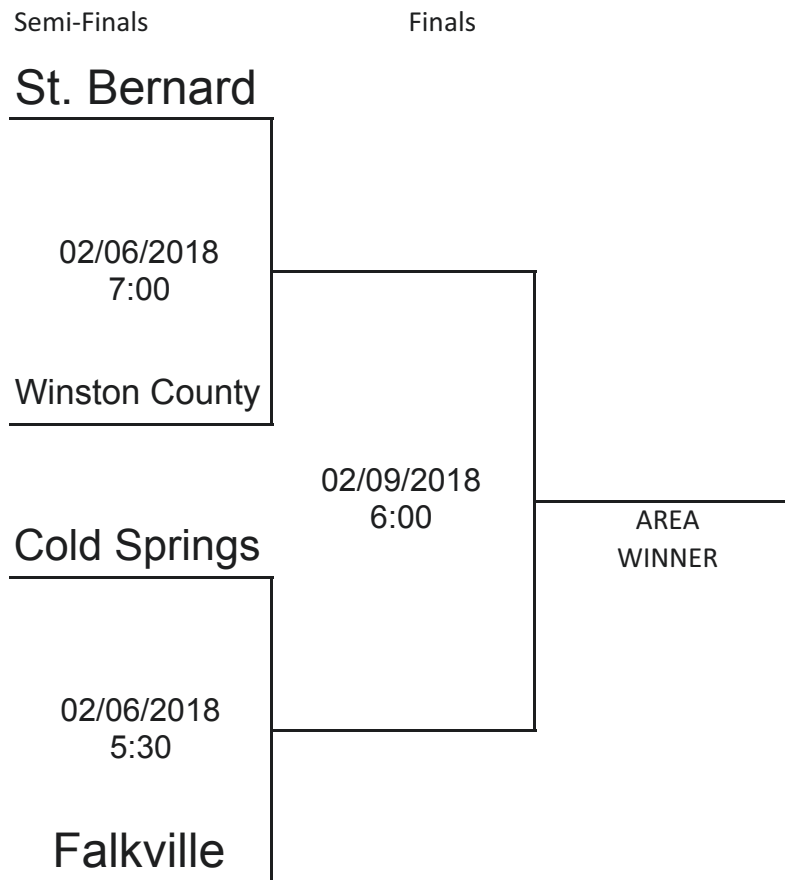 Semi-Finals
Finals
St. Bernard
02/06/2018
7:00
Winston County
02/09/2018
6:00
AREA
WINNER
Cold Springs
02/06/2018
5:30
Falkville